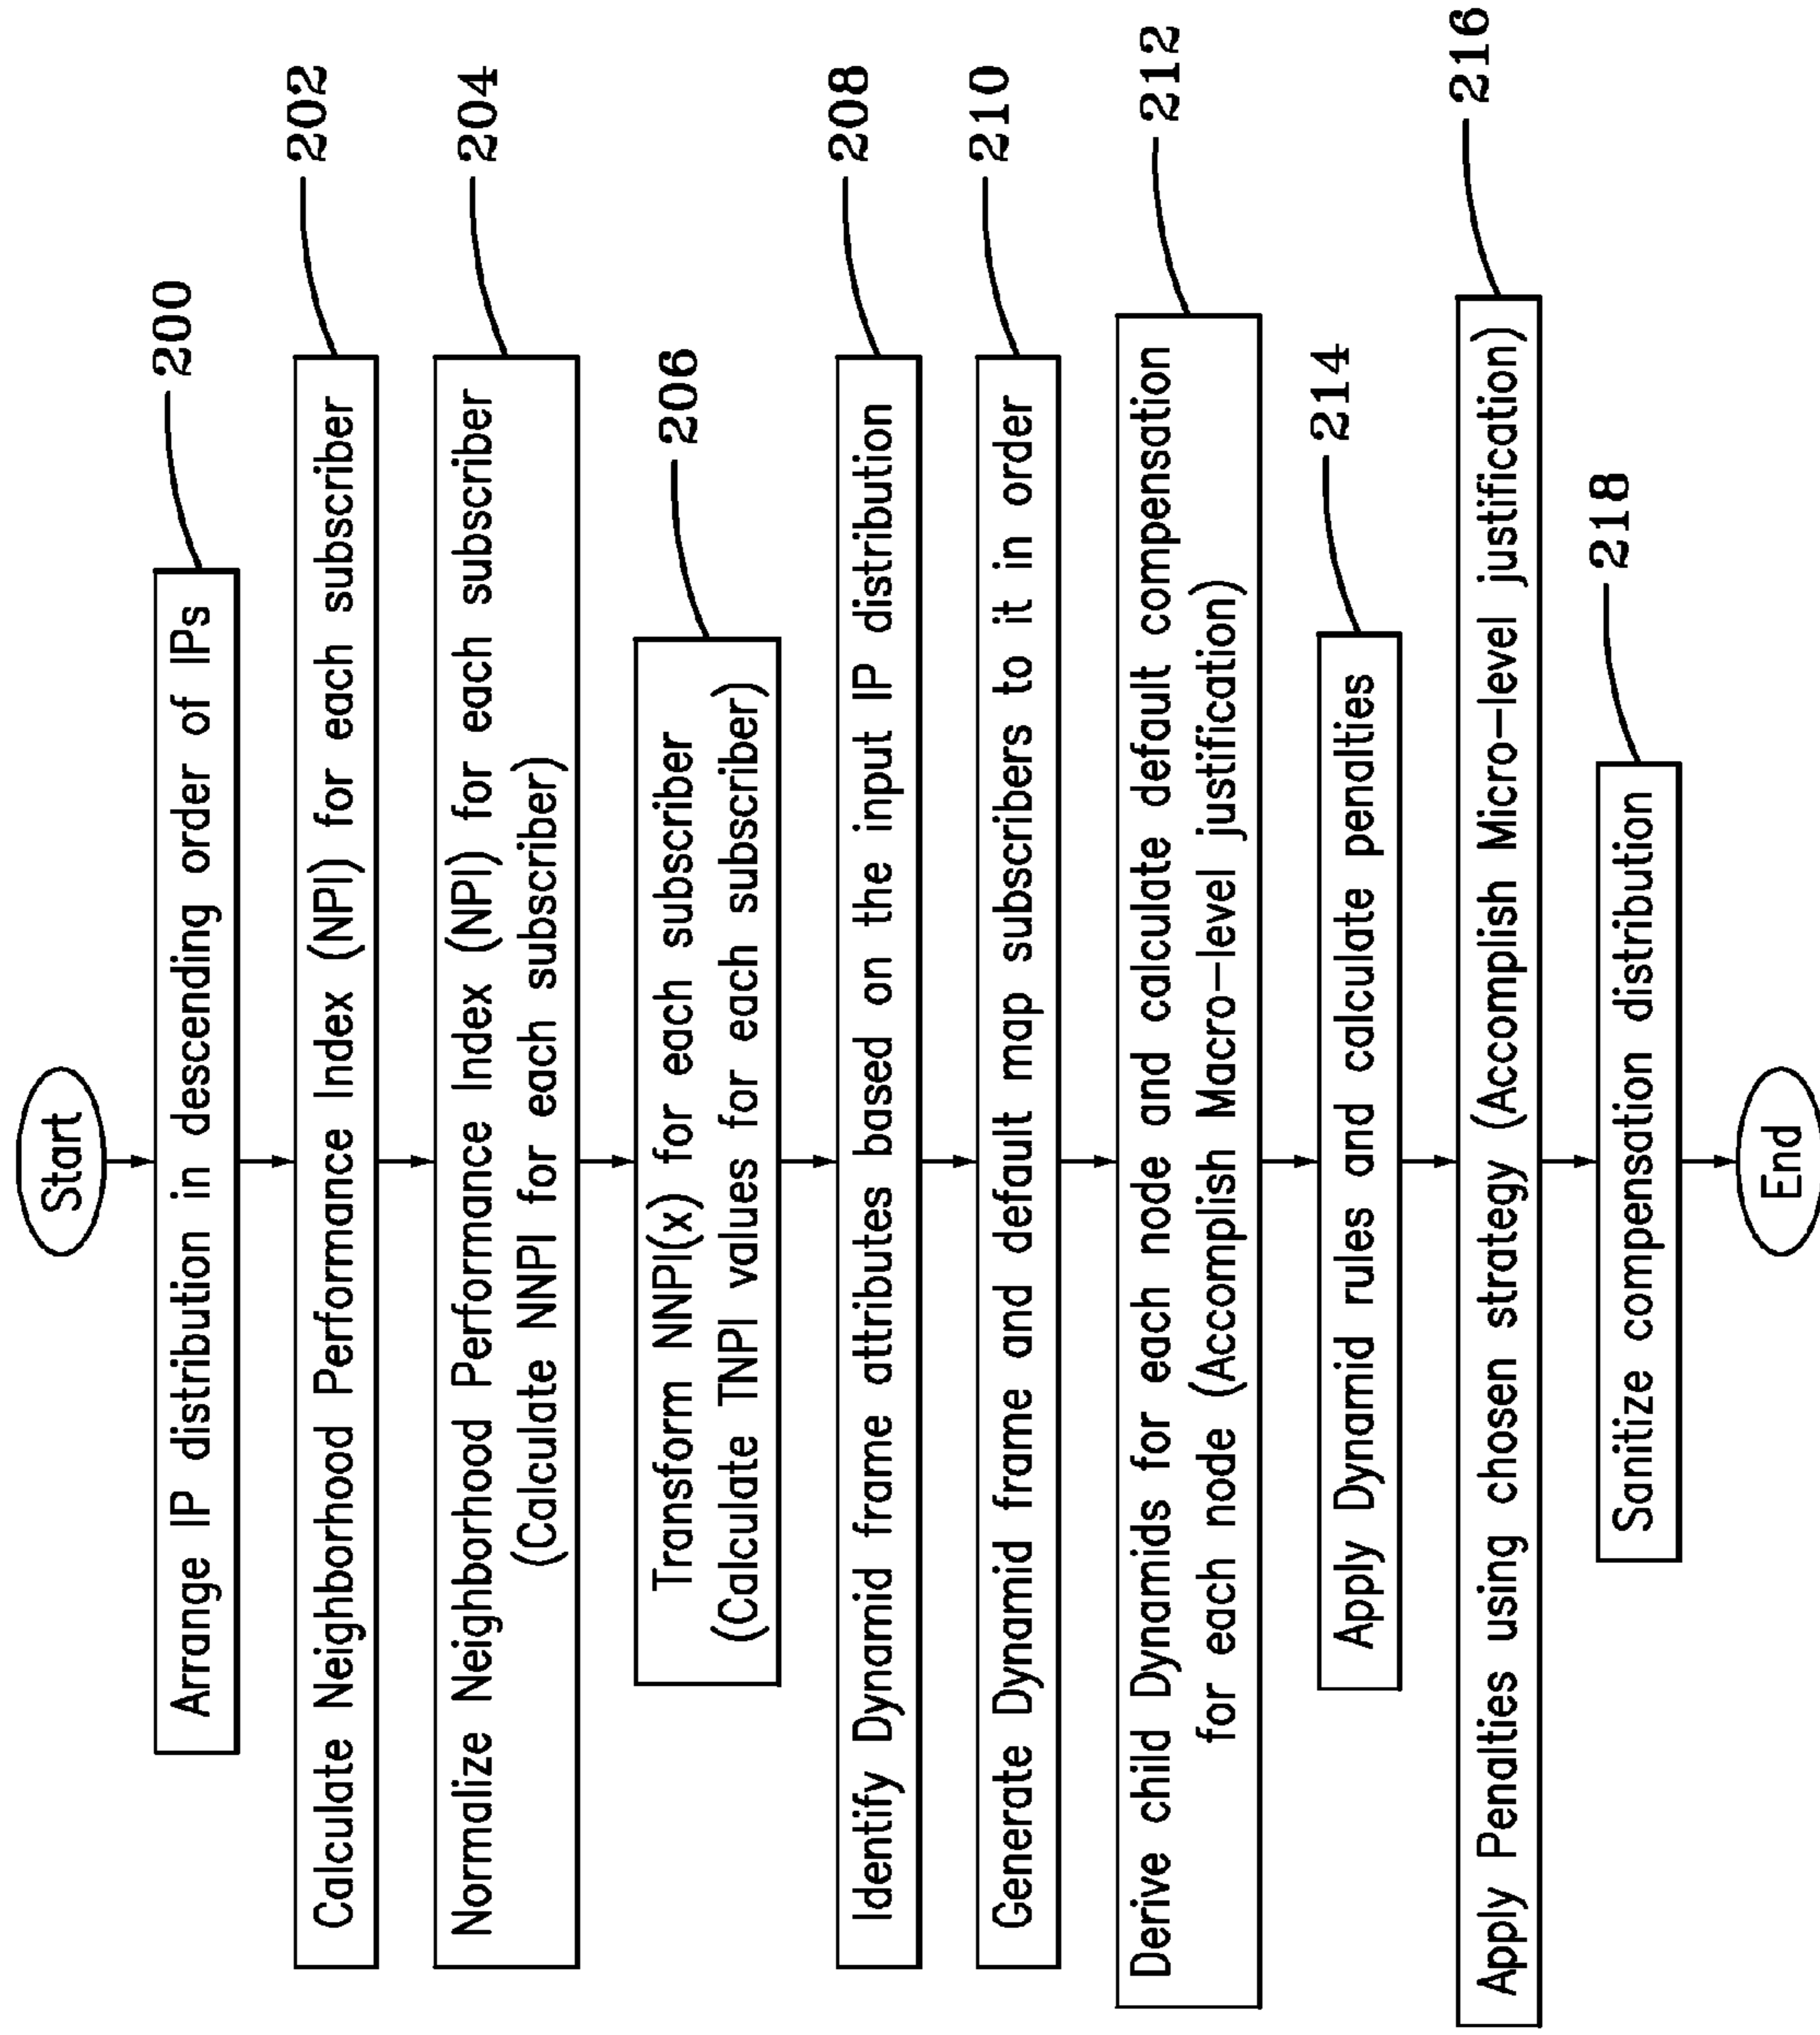 Start
Arrange IP distribution in descending order of IPs
200
Calculate Neighborhood Performance Index (NPI) for each subscriber
202
Normalize Neighborhood Performance Index (NPI) for each subscriber
(Calculate NNPI for each subscriber)
204
Transform NNPI(x) for each subscriber
(Calculate TNPI values for each subscriber)
206
Identify Dynamid frame attributes based on the input IP distribution
208
Generate Dynamid frame and default map subscribers to it in order
210
Derive child Dynamids for each node and calculate default compensation
for each node (Accomplish Macro-level justification)
212
Apply Dynamid rules and calculate penalties
214
Apply Penalties using chosen strategy (Accomplish Micro-level justification)
216
Sanitize compensation distribution
218
End